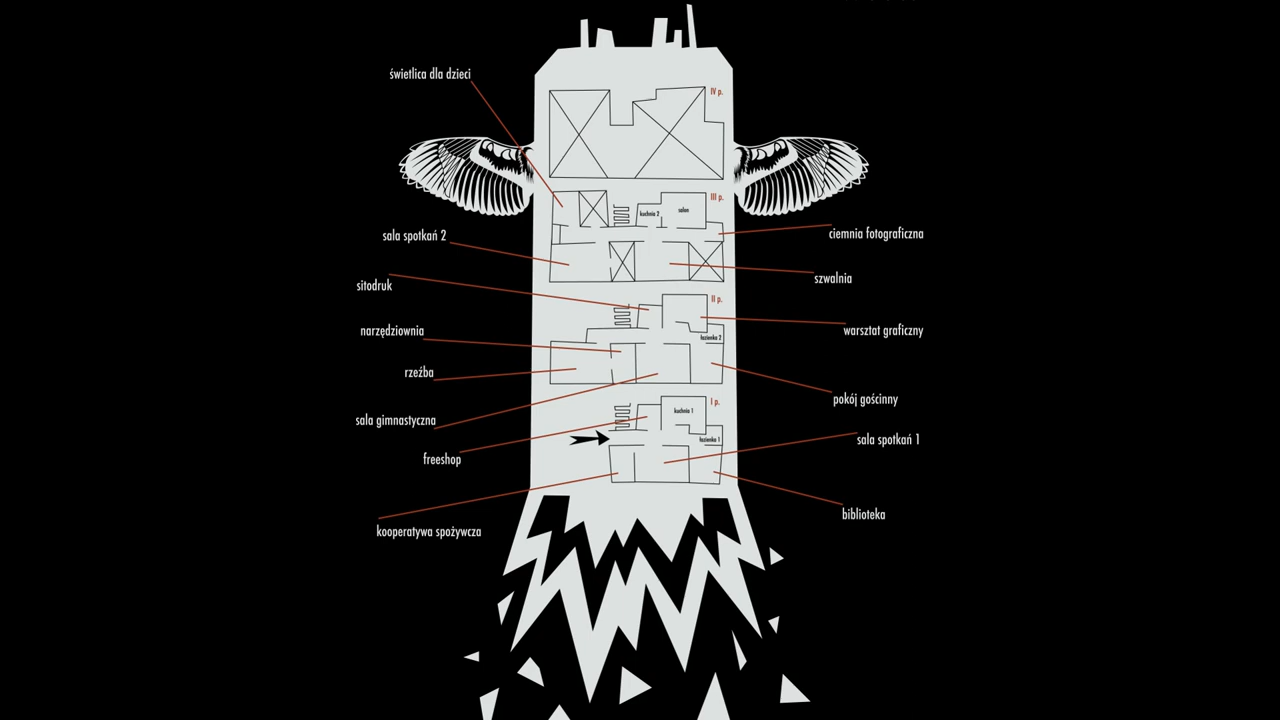 świetlica dla dzieci
IV p.
III p.
kuchnia 2
salon
sala spotkań 2
ciemnia fotograficzna
sitodruk
szwalnia
II p.
narzędziownia
warsztat graficzny
łazienka 2
rzeźba
pokój gościnny
sala gimnastyczna
I p.
kuchnia 1
łazienka 1
sala spotkań 1
freeshop
biblioteka
kooperatywa spożywcza